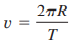 υ = 2πR / T